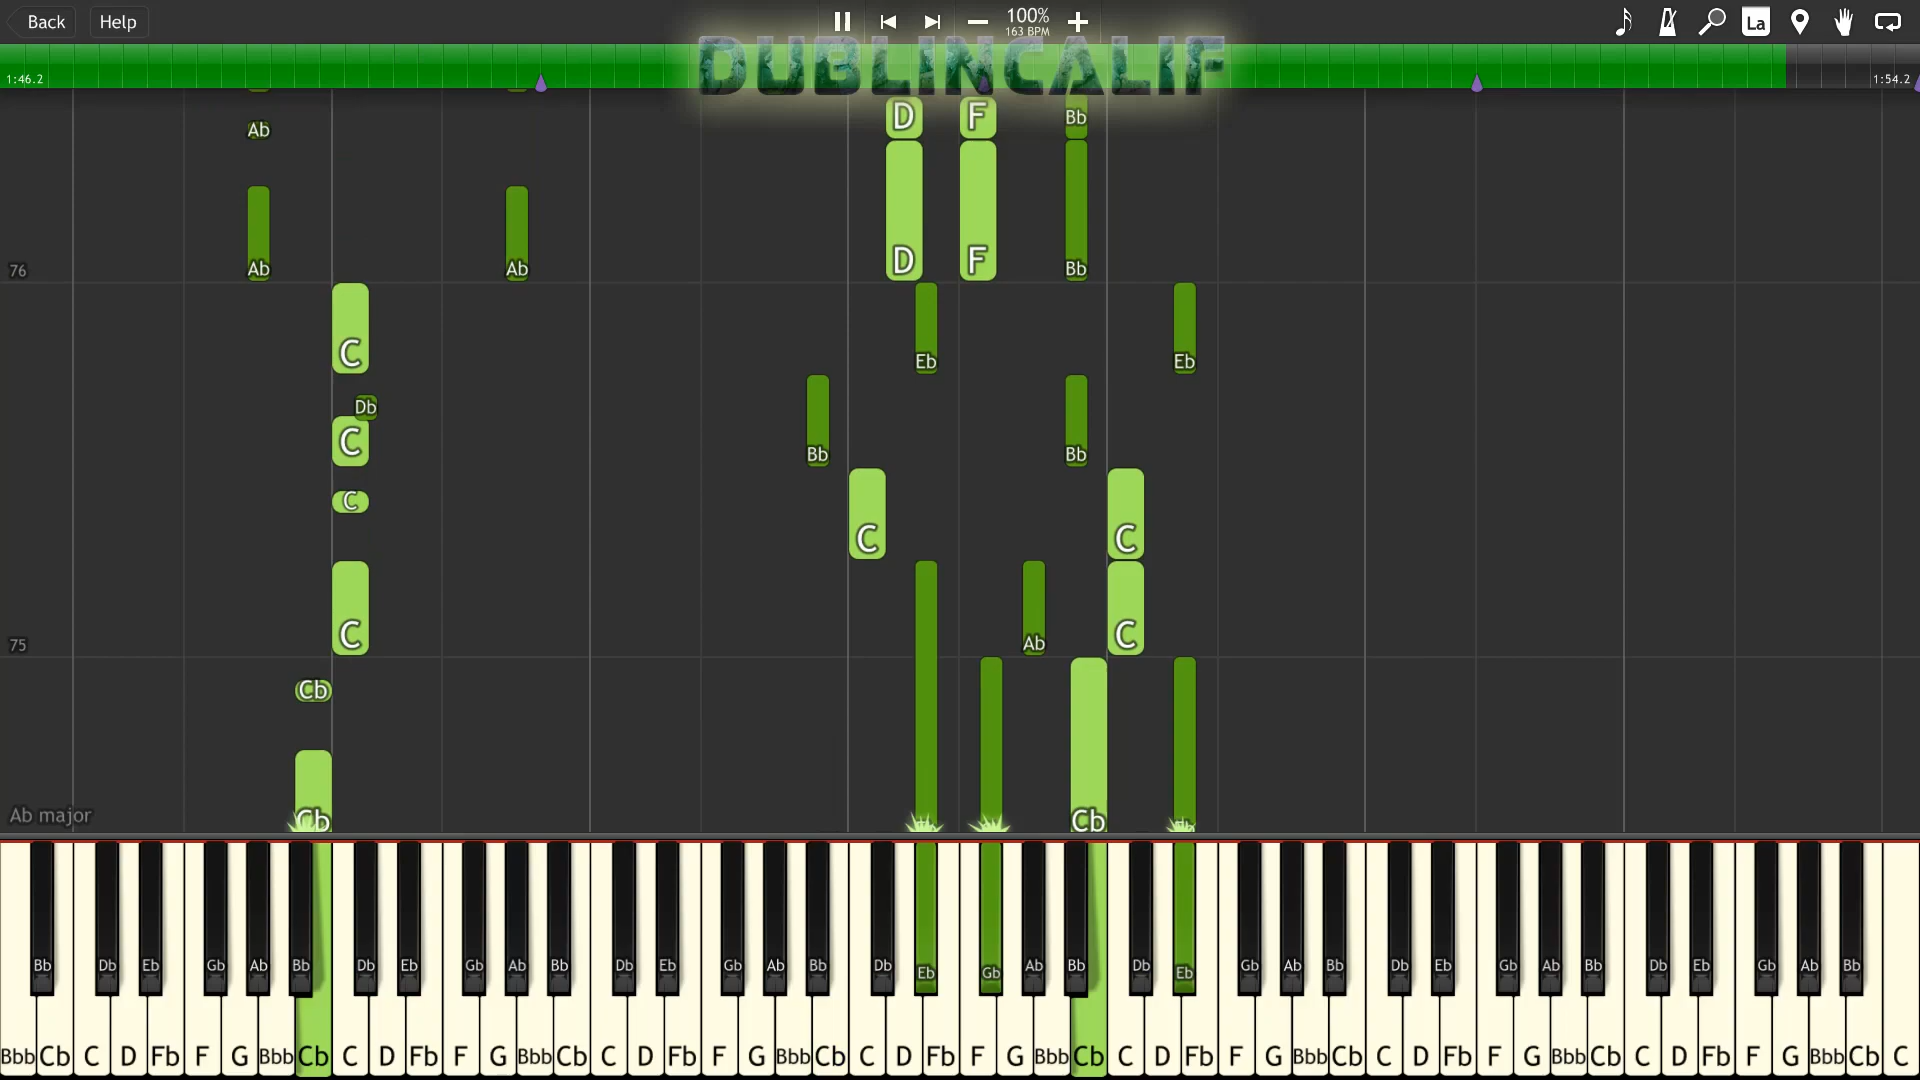 Back Help 100% La
163 BPM
DUBLINCALIF
1:46.2 1:54.2
D F Bb
Ab
D F
Ab Ab Bb
76
C Eb Eb
Db
C Bb Bb
C
C C
C Ab C
75
Cb
Cb Cb Eb
Ab major
Bb Db Eb Gb Ab Bb Db Eb Gb Ab Bb Db Eb Gb Ab Bb Db Eb Gb Ab Bb Db Eb Gb Ab Bb Db Eb Gb Ab Bb Db Eb Gb Ab Bb
Bbb Cb C D Fb F G Bbb Cb C D Fb F G Bbb Cb C D Fb F G Bbb Cb C D Fb F G Bbb Cb C D Fb F G Bbb Cb C D Fb F G Bbb Cb C D Fb F G Bbb Cb C